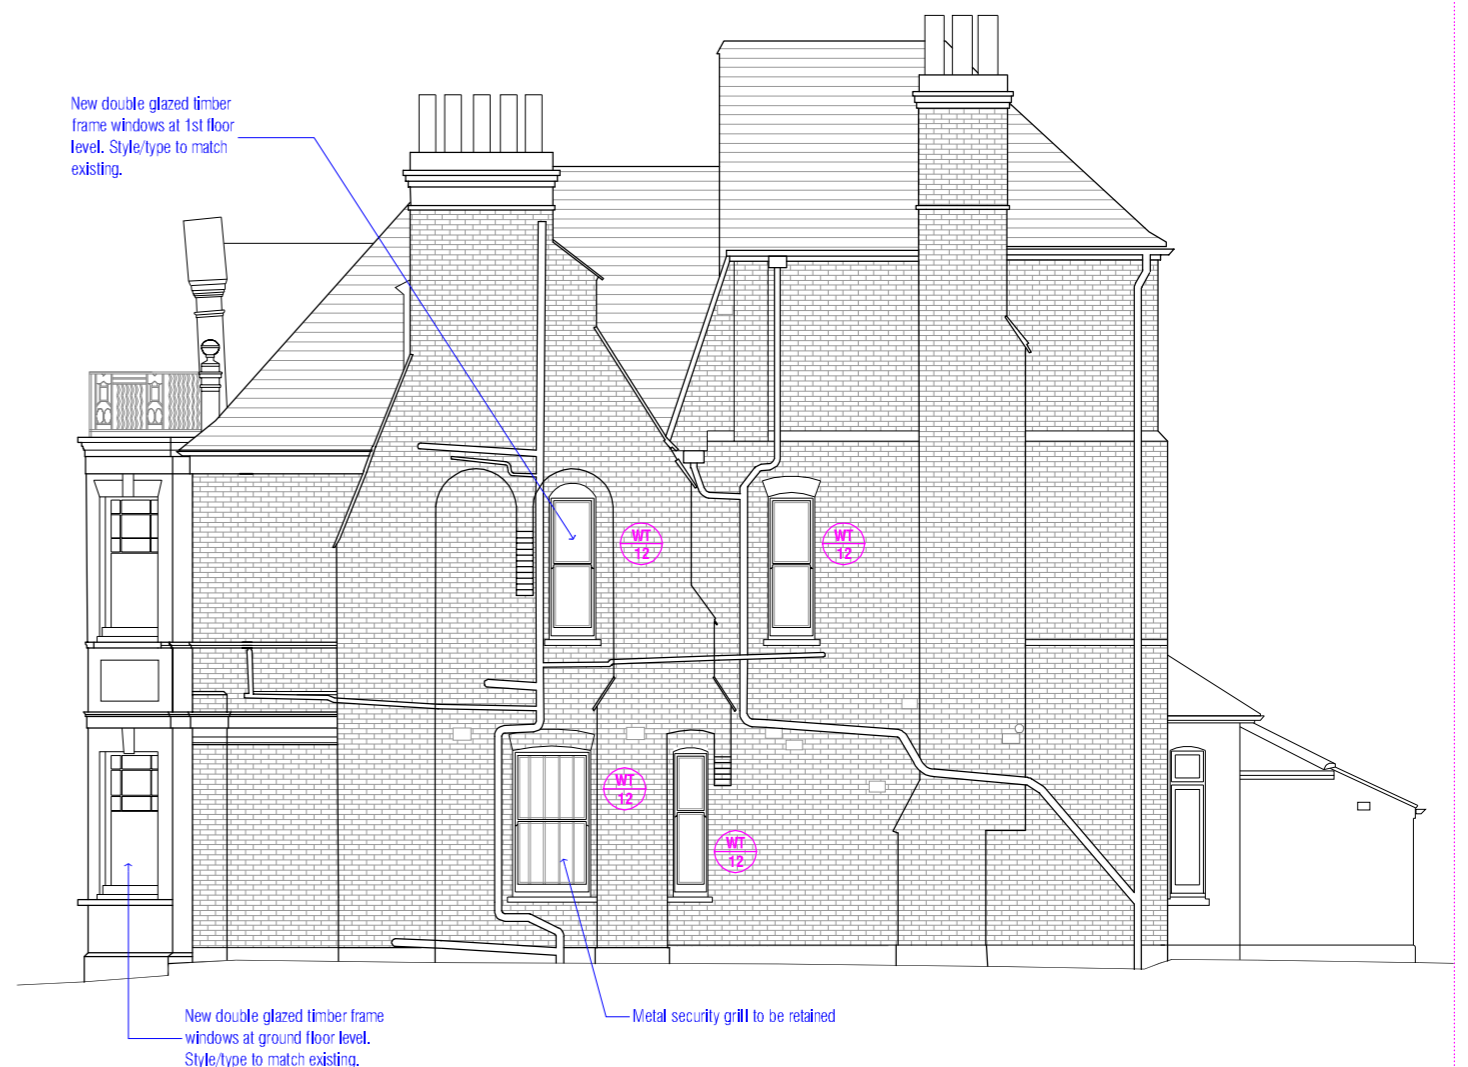 New double glazed timber
frame windows at 1st floor
level. Style/type to match
existing.
WT
12
WT
12
WT
12
WT
12
New double glazed timber frame
windows at ground floor level.
Style/type to match existing.
Metal security grill to be retained